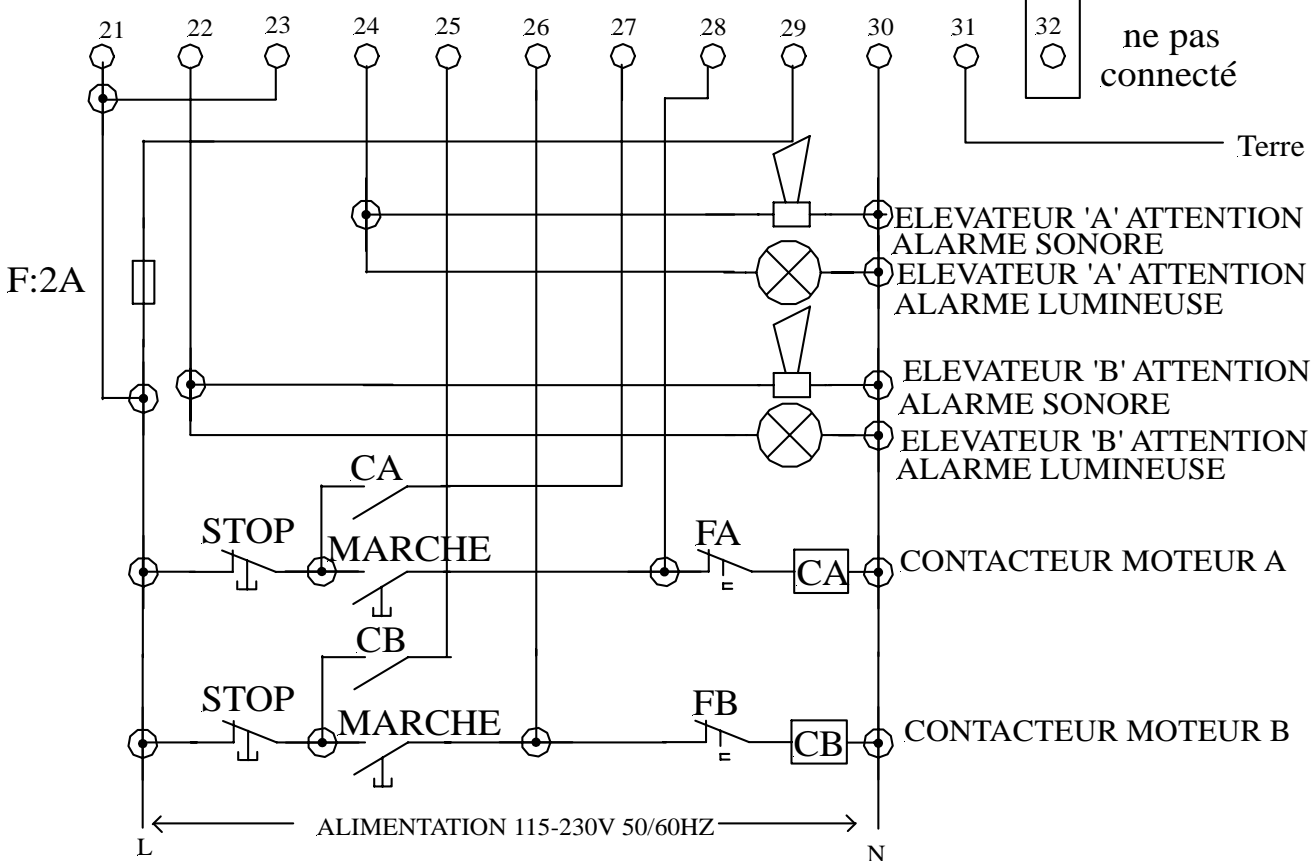 21 22 23 24 25 26 27 28 29 30 31 32
ne pas
connecté
Terre
ELEVATEUR 'A' ATTENTION
ALARME SONORE
F:2A
ELEVATEUR 'A' ATTENTION
ALARME LUMINEUSE
ELEVATEUR 'B' ATTENTION
ALARME SONORE
ELEVATEUR 'B' ATTENTION
ALARME LUMINEUSE
CA
STOP MARCHE FA CA CONTACTEUR MOTEUR A
CB
STOP MARCHE FB CB CONTACTEUR MOTEUR B
L ALIMENTATION 115-230V 50/60HZ N